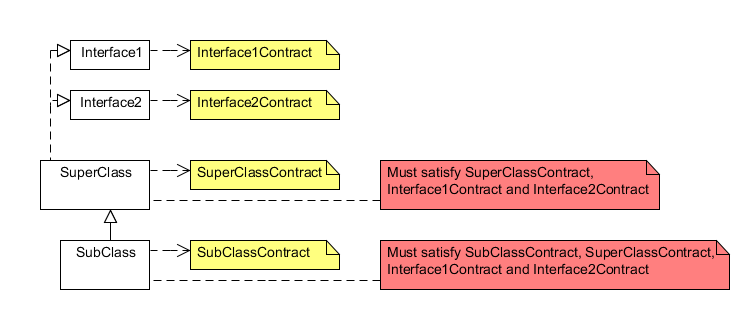 Interface1
Interface1Contract
Interface2
Interface2Contract
SuperClass
SuperClassContract
Must satisfy SuperClassContract,
Interface1Contract and Interface2Contract
SubClass
SubClassContract
Must satisfy SubClassContract, SuperClassContract,
Interface1Contract and Interface2Contract